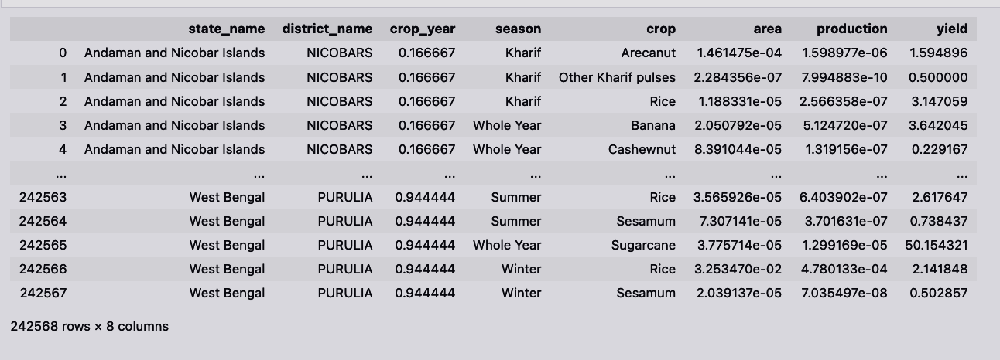 state_name district_name crop_year season crop area production yield
0 Andaman and Nicobar Islands NICOBARS 0.166667 Kharif Arecanut 1.461475e-04 1.598977e-06 1.594896
1 Andaman and Nicobar Islands NICOBARS 0.166667 Kharif Other Kharif pulses 2.284356e-07 7.994883e-10 0.500000
2 Andaman and Nicobar Islands NICOBARS 0.166667 Kharif Rice 1.188331e-05 2.566358e-07 3.147059
3 Andaman and Nicobar Islands NICOBARS 0.166667 Whole Year Banana 2.050792e-05 5.124720e-07 3.642045
4 Andaman and Nicobar Islands NICOBARS 0.166667 Whole Year Cashewnut 8.391044e-05 1.319156e-07 0.229167
... ... ... ... ... ... ... ... ...
242563 West Bengal PURULIA 0.944444 Summer Rice 3.565926e-05 6.403902e-07 2.617647
242564 West Bengal PURULIA 0.944444 Summer Sesamum 7.307141e-05 3.701631e-07 0.738437
242565 West Bengal PURULIA 0.944444 Whole Year Sugarcane 3.775714e-05 1.299169e-05 50.154321
242566 West Bengal PURULIA 0.944444 Winter Rice 3.253470e-02 4.780133e-04 2.141848
242567 West Bengal PURULIA 0.944444 Winter Sesamum 2.039137e-05 7.035497e-08 0.502857
242568 rows × 8 columns